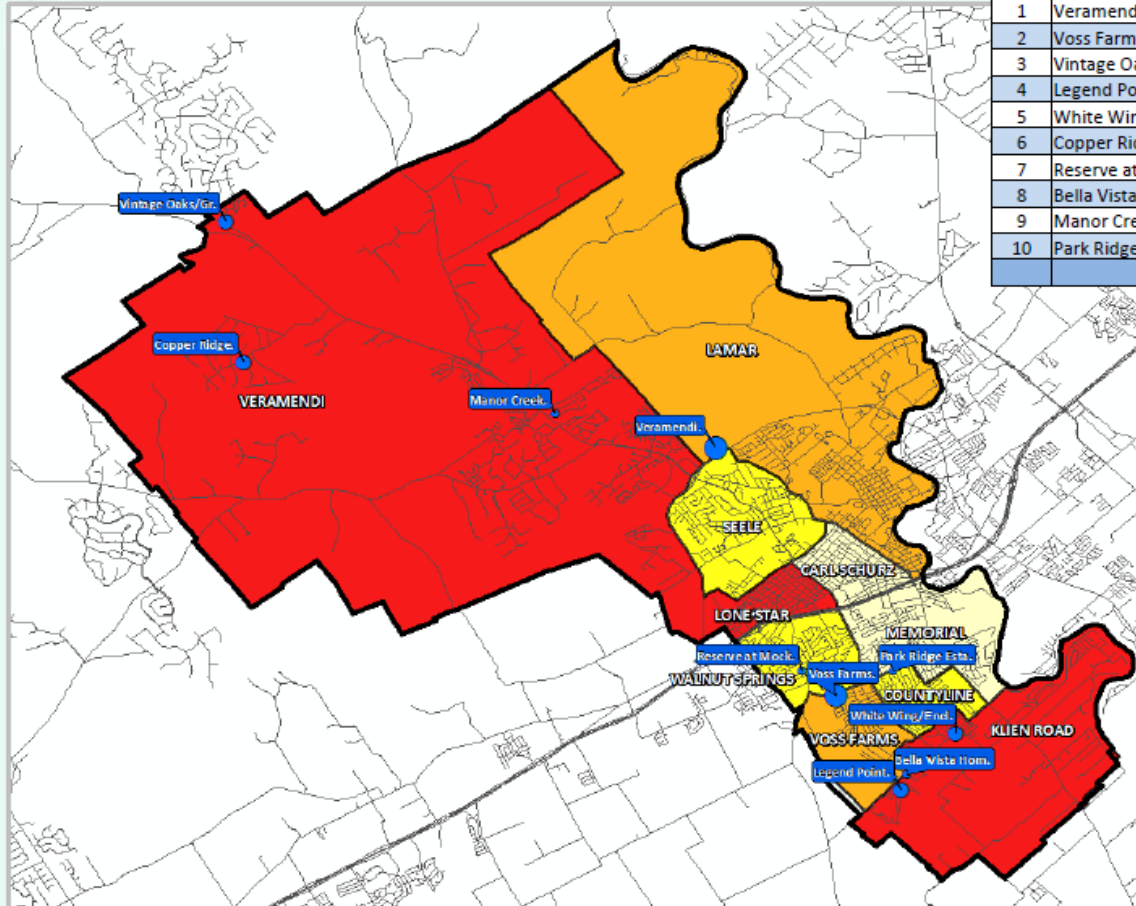 1 Veramend
2 Voss Farm
3 Vintage Oa
4 Legend Po
5 White Win
6 Copper Rid
7 Reserve at
8 Bella Vista
9 Manor Cre
10 Park Ridge
Vintage Oaks/Gr.
Copper Ridge.
LAMAR
VERAMENDI
Manor Creek.
Veramendi.
SEELE
CARL SCHURZ
LONE STAR
MEMORIAL
Reserve at Mock.
Park Ridge Esta.
WALNUT SPRINGS
Voss Farms.
COUNTYLINE
White Wing/Encl.
KLIEN ROAD
VOSS FARMS
Bella Vista Hom.
Legend Point.